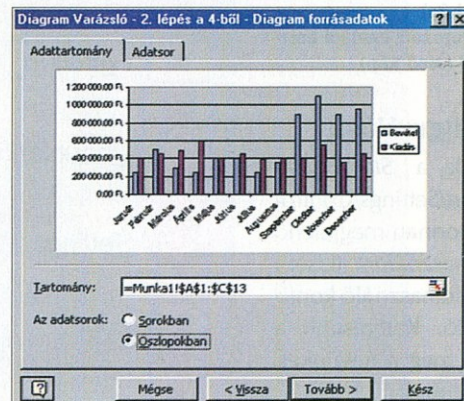 Diagram Varázsló - 2. lépés a 4-ből - Diagram forrásadatok
Adattartomány
Adatsor
1 200 000.00 Ft
1 000 000.00 Ft
800 000.00 Ft
600 000.00 Ft
400 000.00 Ft
200 000.00 Ft
0.00 Ft
Január
Február
Március
Április
Május
Június
Július
Augusztus
Szeptember
Október
November
December
Bevétel
Kiadás
Tartomány:
=Munka1!$A$1:$C$13
Az adatsorok:
Sorokban
Oszlopokban
Mégse
< Vissza
Tovább >
Kész